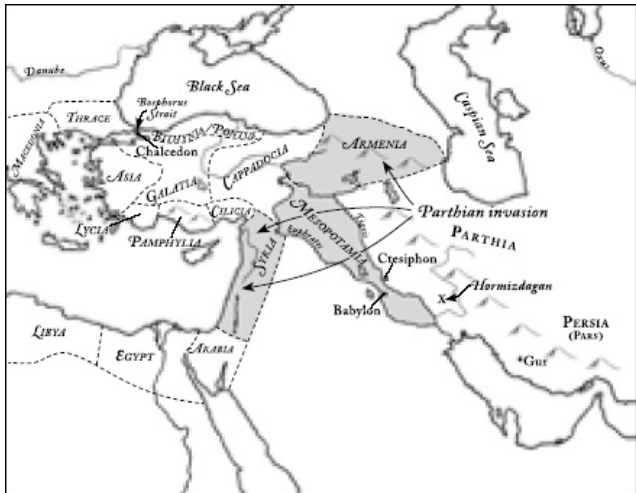 Danube
Black Sea
Oxus
Caspian Sea
Bosphorus
Strait
THRACE
MACEDONIA
BITHYNIA/PONTUS
Chalcedon
ARMENIA
CAPPADOCIA
ASIA
GALATIA
LYCIA
PAMPHYLIA
CILICIA
SYRIA
MESOPOTAMIA
Euphrates
Tigris
Parthian invasion
PARTHIA
Ctesiphon
Hormizdagan
X
Babylon
PERSIA
(PARS)
Gur
LIBYA
EGYPT
ARABIA